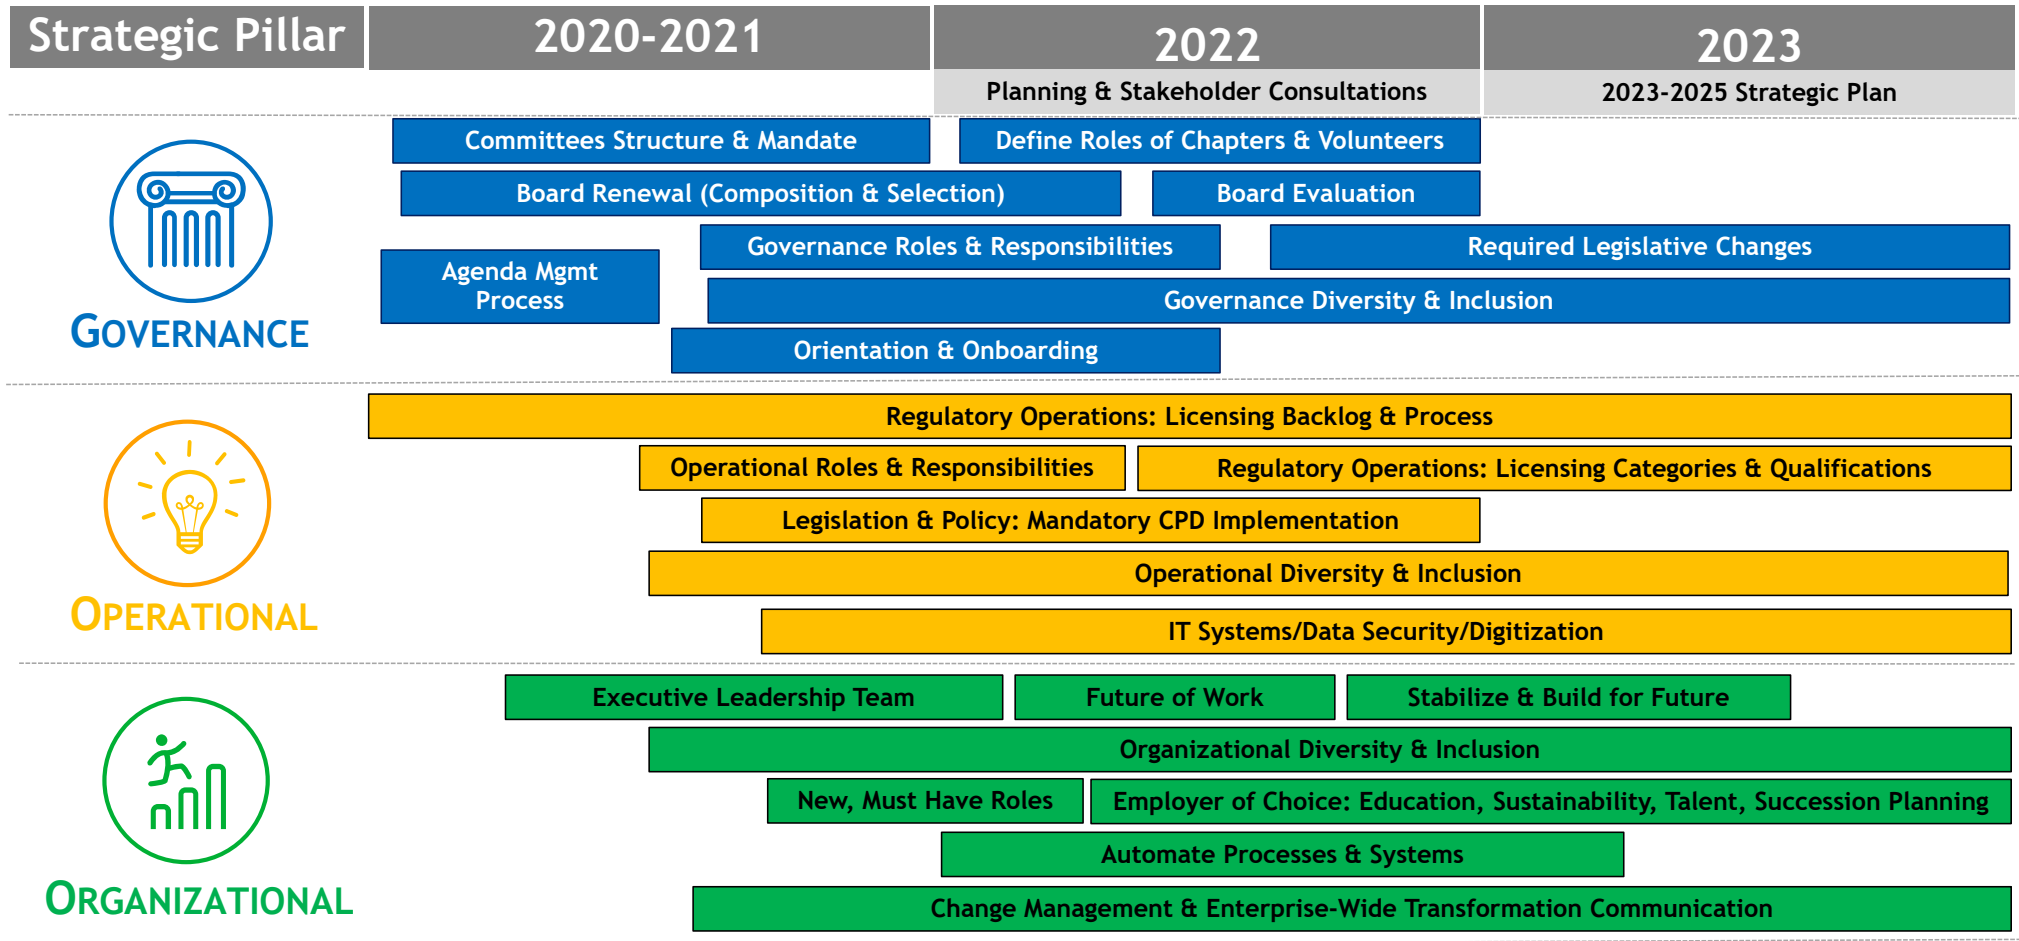 Strategic Pillar
2020-2021
2022
2023
Planning & Stakeholder Consultations
2023-2025 Strategic Plan
GOVERNANCE
Committees Structure & Mandate
Define Roles of Chapters & Volunteers
Board Renewal (Composition & Selection)
Board Evaluation
Governance Roles & Responsibilities
Required Legislative Changes
Agenda Mgmt
Process
Governance Diversity & Inclusion
Orientation & Onboarding
OPERATIONAL
Regulatory Operations: Licensing Backlog & Process
Operational Roles & Responsibilities
Regulatory Operations: Licensing Categories & Qualifications
Legislation & Policy: Mandatory CPD Implementation
Operational Diversity & Inclusion
IT Systems/Data Security/Digitization
ORGANIZATIONAL
Executive Leadership Team
Future of Work
Stabilize & Build for Future
Organizational Diversity & Inclusion
New, Must Have Roles
Employer of Choice: Education, Sustainability, Talent, Succession Planning
Automate Processes & Systems
Change Management & Enterprise-Wide Transformation Communication